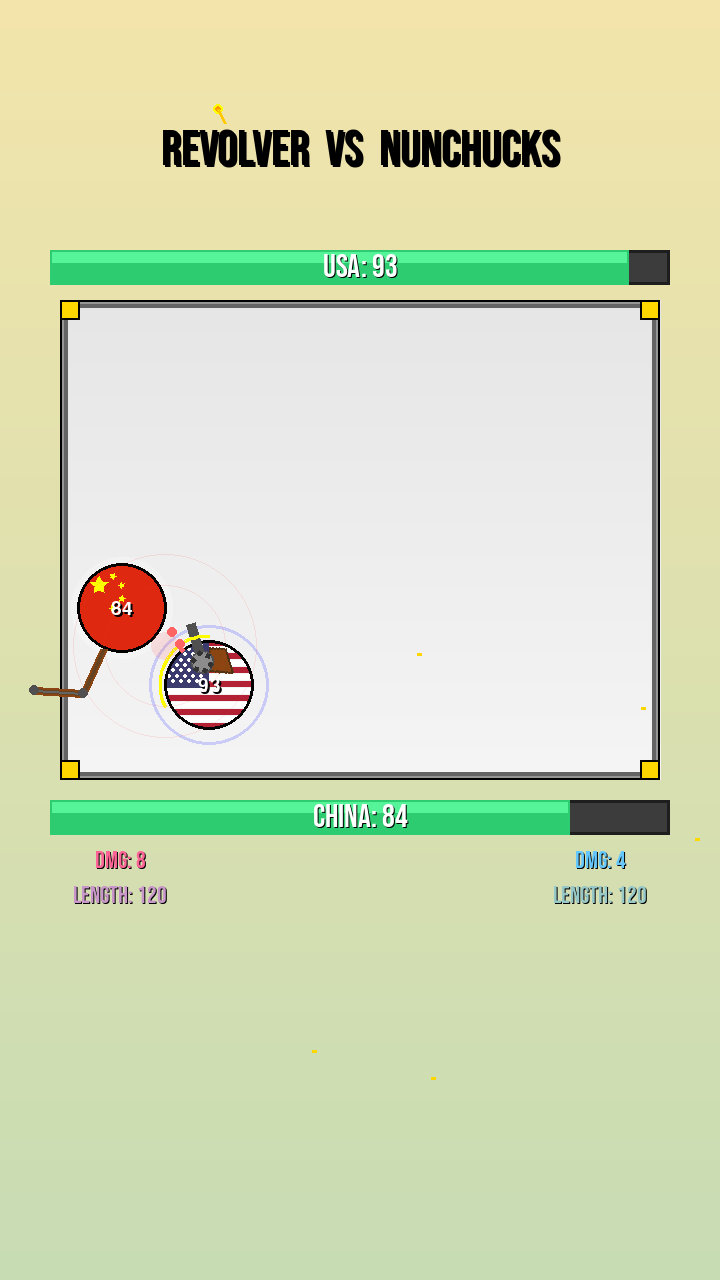 REVOLVER VS NUNCHUCKS
USA: 93
84
93
CHINA: 84
DMG: 8
DMG: 4
LENGTH: 120
LENGTH: 120